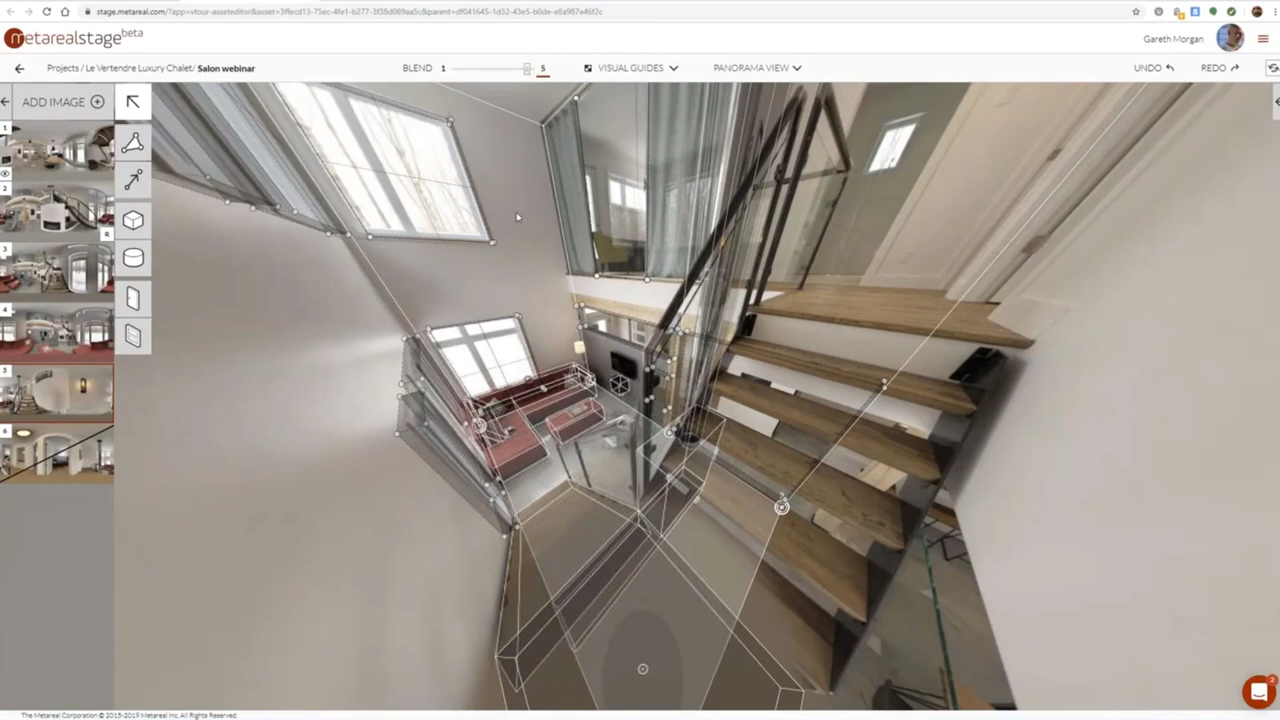 stage.metareal.com/?app=vtour-asseteditor&asset=3ffecd13-75ec-4fe1-b277-3f38d089aa5c&parent=df041645-1d32-43e5-b0de-e8a987e46f2c
metarealstage beta
Gareth Morgan
Projects / Le Vertendre Luxury Chalet/ Salon webinar
BLEND 1 5
VISUAL GUIDES
PANORAMA VIEW
UNDO
REDO
ADD IMAGE
1
2
R
3
4
5
6
2
The Metareal Corporation © 2015-2019 Metareal Inc. All Rights Reserved.